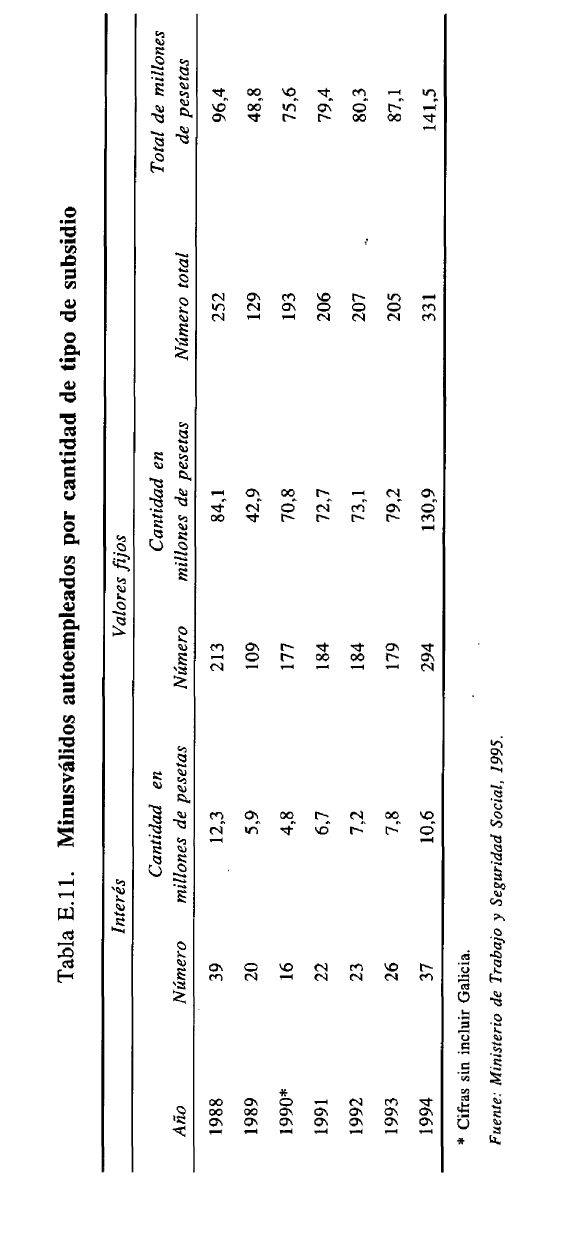 Tabla E.11. Minusválidos autoempleados por cantidad de tipo de subsidio
Interés Valores fijos
Cantidad en Cantidad en Total de millones
Año Número millones de pesetas Número millones de pesetas Número total de pesetas
1988 39 12,3 213 84,1 252 96,4
1989 20 5,9 109 42,9 129 48,8
1990* 16 4,8 177 70,8 193 75,6
1991 22 6,7 184 72,7 206 79,4
1992 23 7,2 184 73,1 207 80,3
1993 26 7,8 179 79,2 205 87,1
1994 37 10,6 294 130,9 331 141,5
* Cifras sin incluir Galicia.
Fuente: Ministerio de Trabajo y Seguridad Social, 1995.